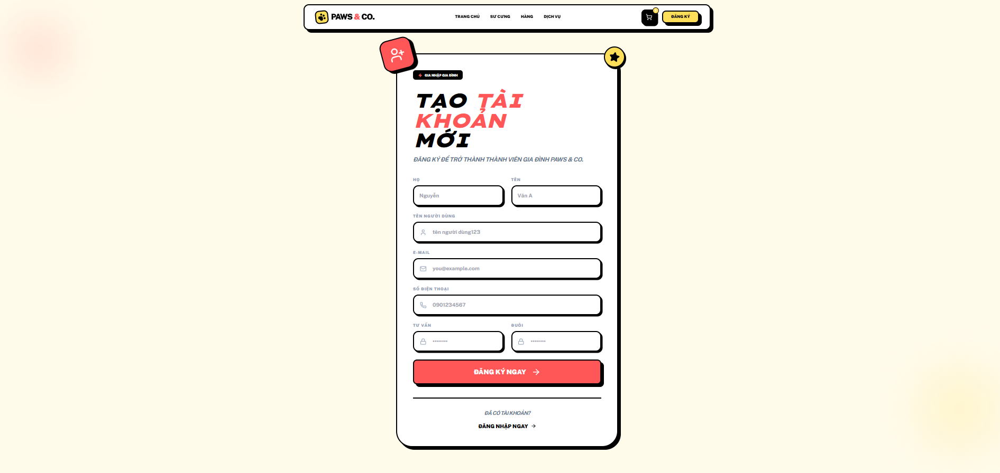 PAWS & CO.
TRANG CHỦ SƯ CƯNG HÀNG DỊCH VỤ
ĐĂNG KÝ
GIA NHẬP GIA ĐÌNH
TẠO TÀI
KHOẢN
MỚI
ĐĂNG KÝ ĐỂ TRỞ THÀNH THÀNH VIÊN GIA ĐÌNH PAWS & CO.
HỌ TÊN
Nguyễn Văn A
TÊN NGƯỜI DÙNG
tên người dùng123
E-MAIL
you@example.com
SỐ ĐIỆN THOẠI
0901234567
TƯ VẤN ĐUÔI
•••••••• ••••••••
ĐĂNG KÝ NGAY
ĐÃ CÓ TÀI KHOẢN?
ĐĂNG NHẬP NGAY